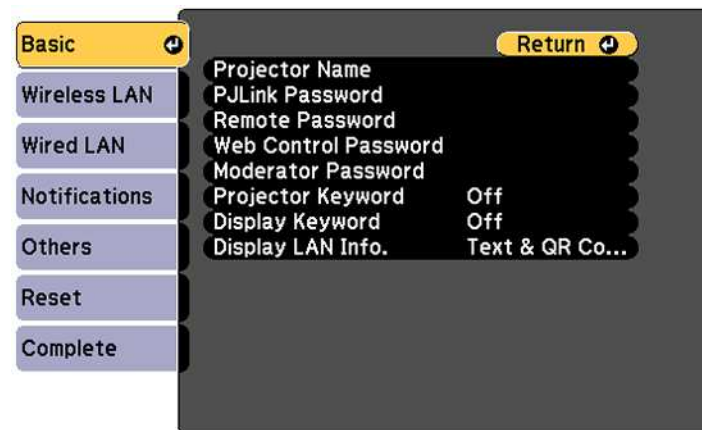 Basic
Wireless LAN
Wired LAN
Notifications
Others
Reset
Complete
Return
Projector Name
PJLink Password
Remote Password
Web Control Password
Moderator Password
Projector Keyword Off
Display Keyword Off
Display LAN Info. Text & QR Co...